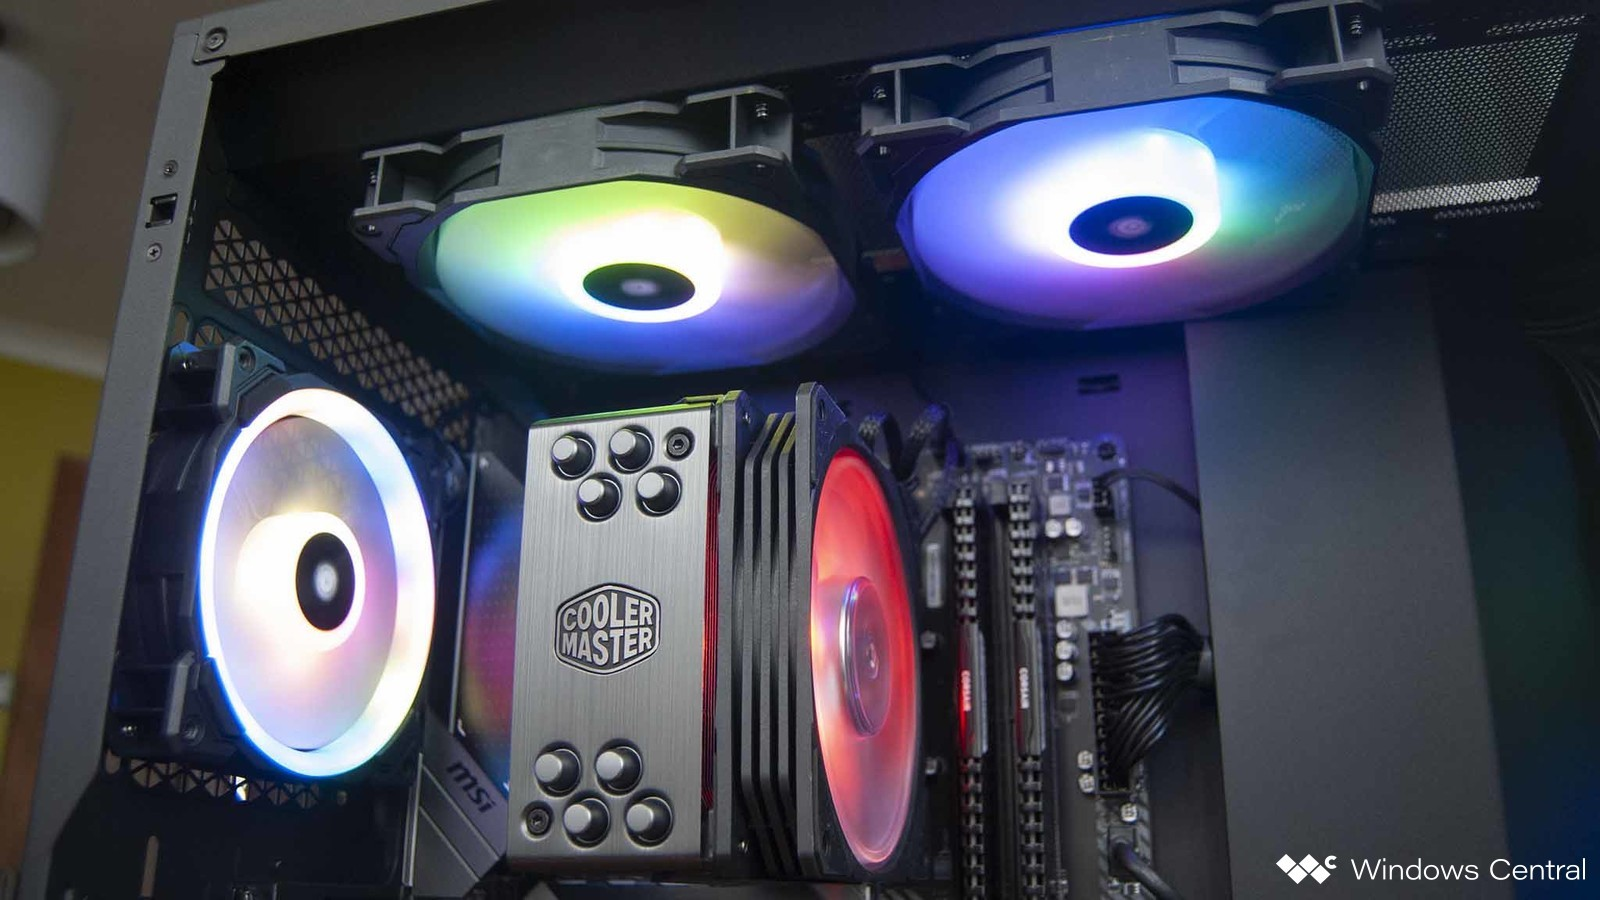 COOLER
MASTER
msi
CORSAIR
CORSAIR
Windows Central